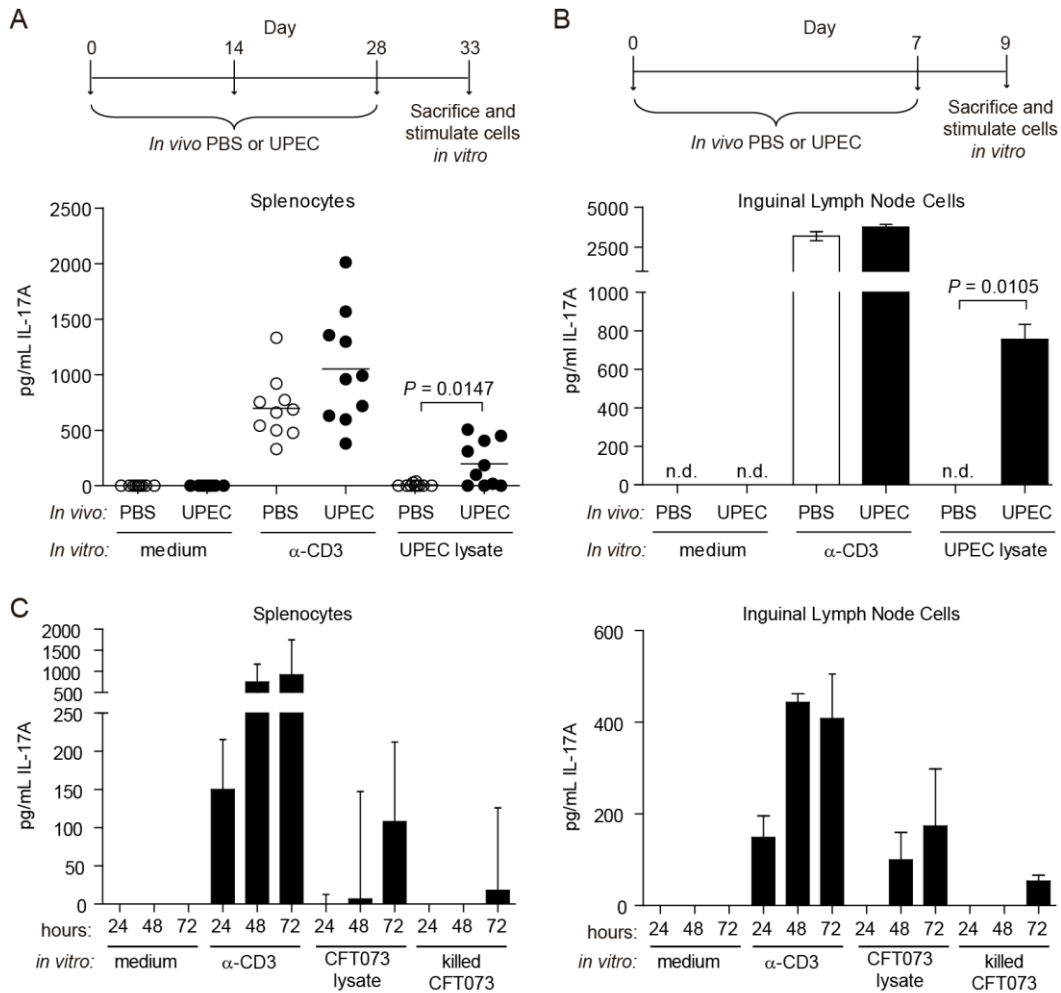 A
Day
0 14 28 33
In vivo PBS or UPEC
Sacrifice and
stimulate cells
in vitro
Splenocytes
pg/mL IL-17A
2500
2000
1500
1000
500
0
P = 0.0147
In vivo: PBS UPEC PBS UPEC PBS UPEC
In vitro: medium α-CD3 UPEC lysate
B
Day
0 7 9
In vivo PBS or UPEC
Sacrifice and
stimulate cells
in vitro
Inguinal Lymph Node Cells
pg/ml IL-17A
5000
2500
1000
800
600
400
200
0
P = 0.0105
n.d. n.d. n.d.
In vivo: PBS UPEC PBS UPEC PBS UPEC
In vitro: medium α-CD3 UPEC lysate
C
Splenocytes
pg/mL IL-17A
2000
1500
1000
500
250
200
150
100
50
0
hours: 24 48 72 24 48 72 24 48 72 24 48 72
in vitro: medium α-CD3 CFT073 killed
lysate CFT073
Inguinal Lymph Node Cells
pg/mL IL-17A
600
400
200
0
24 48 72 24 48 72 24 48 72 24 48 72
medium α-CD3 CFT073 killed
lysate CFT073